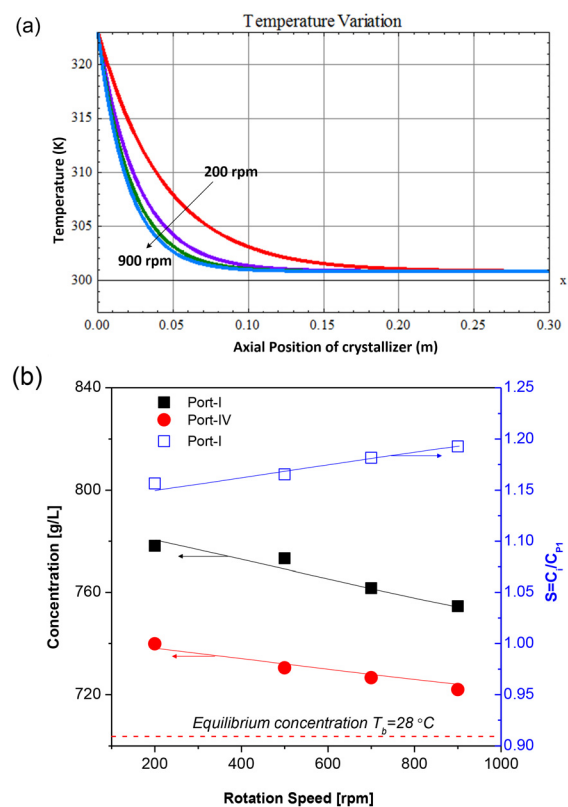 (a)
Temperature Variation
Temperature (K)
320
315
310
305
300
200 rpm
900 rpm
x
0.00 0.05 0.10 0.15 0.20 0.25 0.30
Axial Position of crystallizer (m)
(b)
Concentration [g/L]
840
800
760
720
Port-I
Port-IV
Port-I
1.25
1.20
1.15
1.10
1.05
1.00
0.95
0.90
S=Ci/CP1
Equilibrium concentration Tb=28 °C
200 400 600 800 1000
Rotation Speed [rpm]